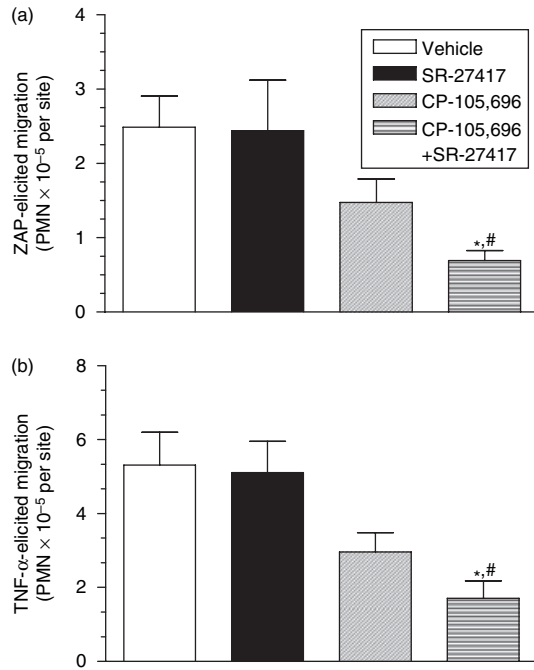 (a)
ZAP-elicited migration
(PMN × 10⁻⁵ per site)
4
3
2
1
0
Vehicle
SR-27417
CP-105,696
CP-105,696
+SR-27417
*,#
(b)
TNF-α-elicited migration
(PMN × 10⁻⁵ per site)
8
6
4
2
0
*,#